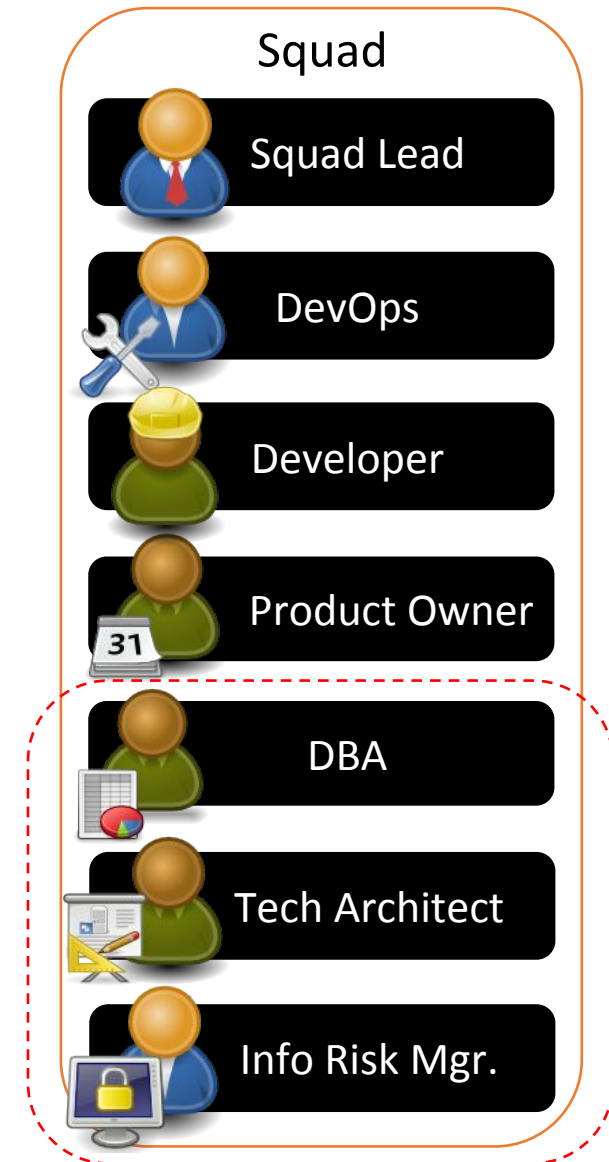 Squad
Squad Lead
DevOps
Developer
Product Owner
31
DBA
Tech Architect
Info Risk Mgr.